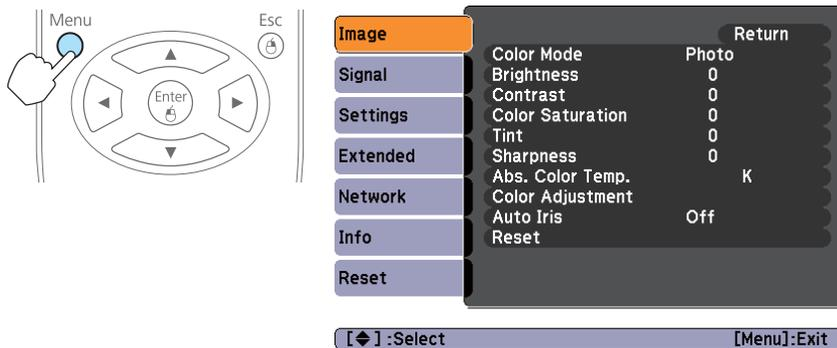 Menu
Esc
Enter
Image
Signal
Settings
Extended
Network
Info
Reset
Return
Color Mode Photo
Brightness 0
Contrast 0
Color Saturation 0
Tint 0
Sharpness 0
Abs. Color Temp. K
Color Adjustment
Auto Iris Off
Reset
[◆] :Select [Menu]:Exit